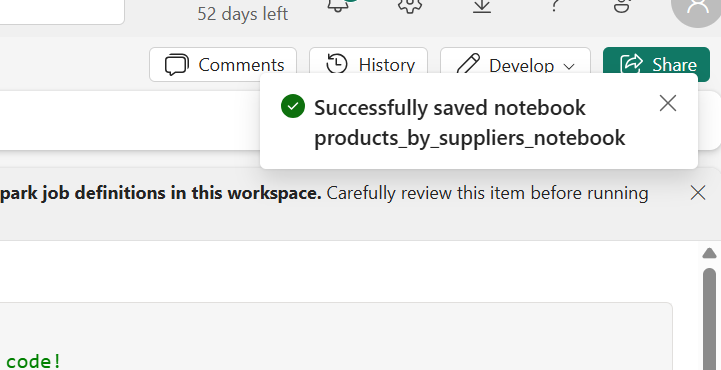 52 days left
?
Comments
History
Develop
Share
Successfully saved notebook
products_by_suppliers_notebook
park job definitions in this workspace. Carefully review this item before running
code!